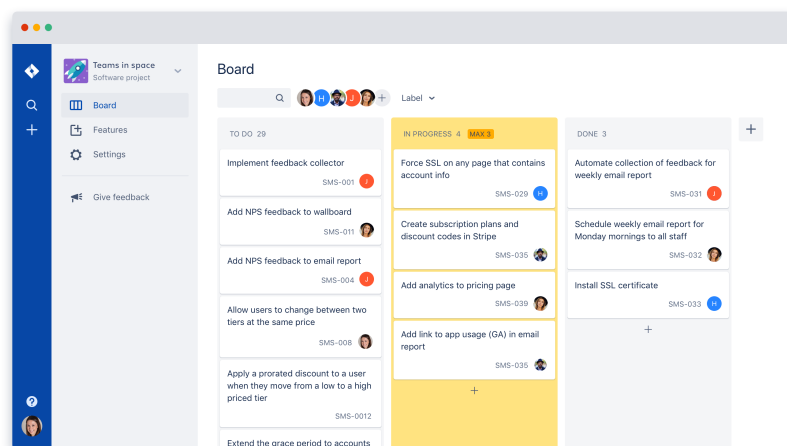 Teams in space
Software project
Board
Features
Settings
Give feedback
Board
H
J
Label
TO DO 29
Implement feedback collector
SMS-001 J
Add NPS feedback to wallboard
SMS-011
Add NPS feedback to email report
SMS-004 J
Allow users to change between two
tiers at the same price
SMS-008
Apply a prorated discount to a user
when they move from a low to a high
priced tier
SMS-0012
Extend the grace period to accounts
IN PROGRESS 4 MAX 3
Force SSL on any page that contains
account info
SMS-029 H
Create subscription plans and
discount codes in Stripe
SMS-035
Add analytics to pricing page
SMS-039
Add link to app usage (GA) in email
report
SMS-035
DONE 3
Automate collection of feedback for
weekly email report
SMS-031 J
Schedule weekly email report for
Monday mornings to all staff
SMS-032
Install SSL certificate
SMS-033 H